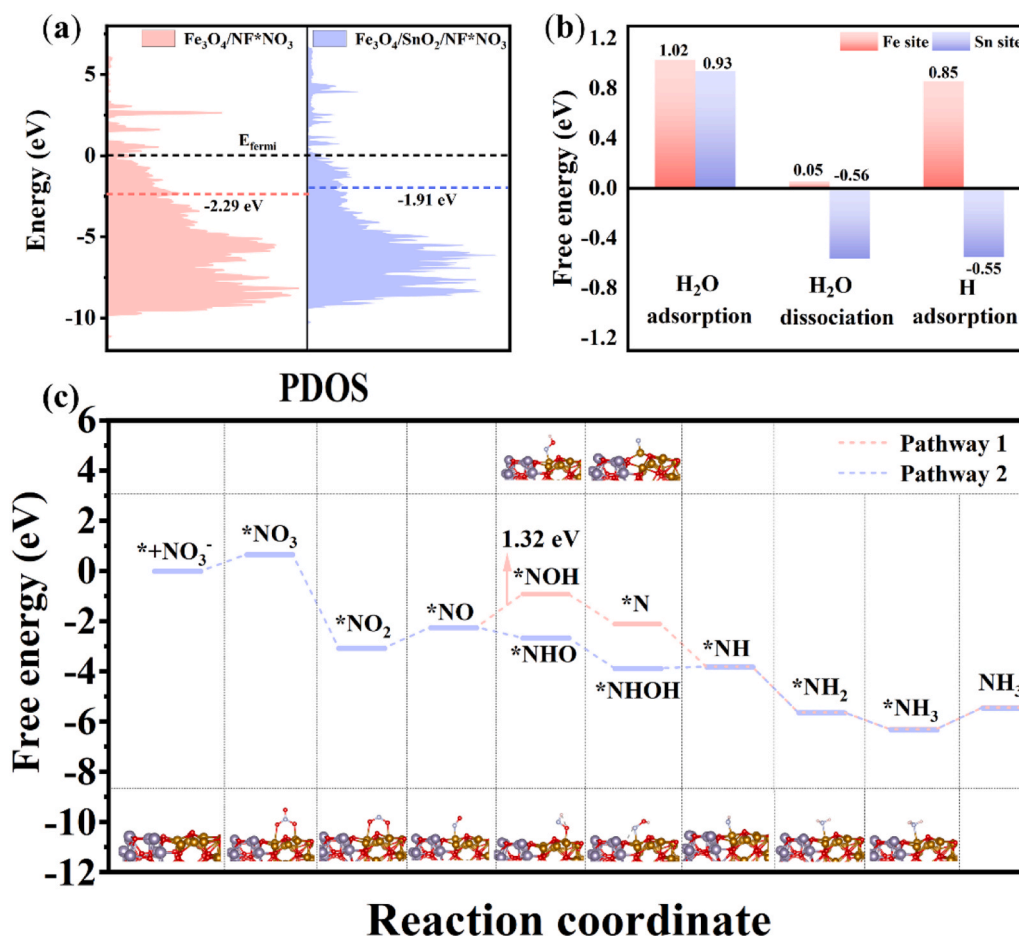 (a)
Fe₃O₄/NF*NO₃
Fe₃O₄/SnO₂/NF*NO₃
Energy (eV)
5
0
-5
-10
E_fermi
-2.29 eV
-1.91 eV
PDOS
(b)
Fe site
Sn site
Free energy (eV)
1.2
0.8
0.4
0.0
-0.4
-0.8
-1.2
1.02
0.93
0.05
-0.56
0.85
-0.55
H₂O
adsorption
H₂O
dissociation
H
adsorption
(c)
Pathway 1
Pathway 2
Free energy (eV)
6
4
2
0
-2
-4
-6
-8
-10
-12
*+NO₃⁻
*NO₃
*NO₂
*NO
1.32 eV
*NOH
*NHO
*N
*NHOH
*NH
*NH₂
*NH₃
NH₃
Reaction coordinate